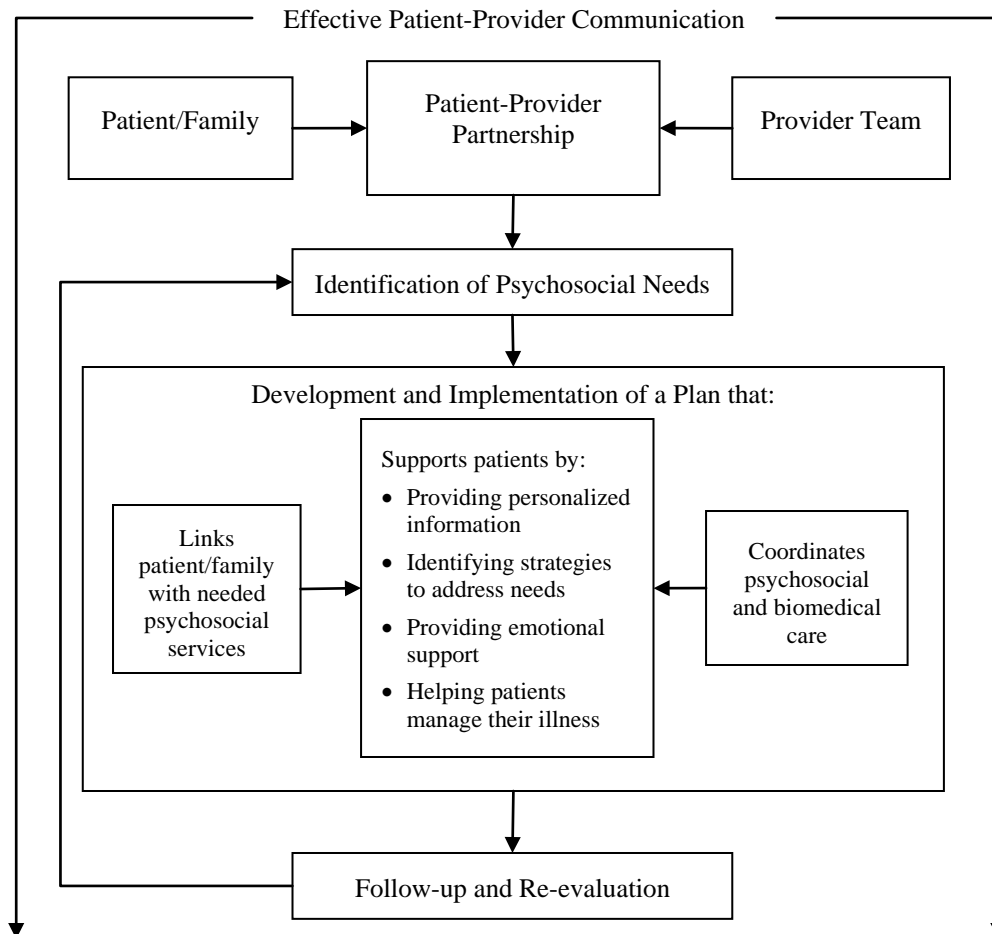 Effective Patient-Provider Communication
Patient/Family
Patient-Provider
Partnership
Provider Team
Identification of Psychosocial Needs
Development and Implementation of a Plan that:
Links
patient/family
with needed
psychosocial
services
Supports patients by:
• Providing personalized
information
• Identifying strategies
to address needs
• Providing emotional
support
• Helping patients
manage their illness
Coordinates
psychosocial
and biomedical
care
Follow-up and Re-evaluation